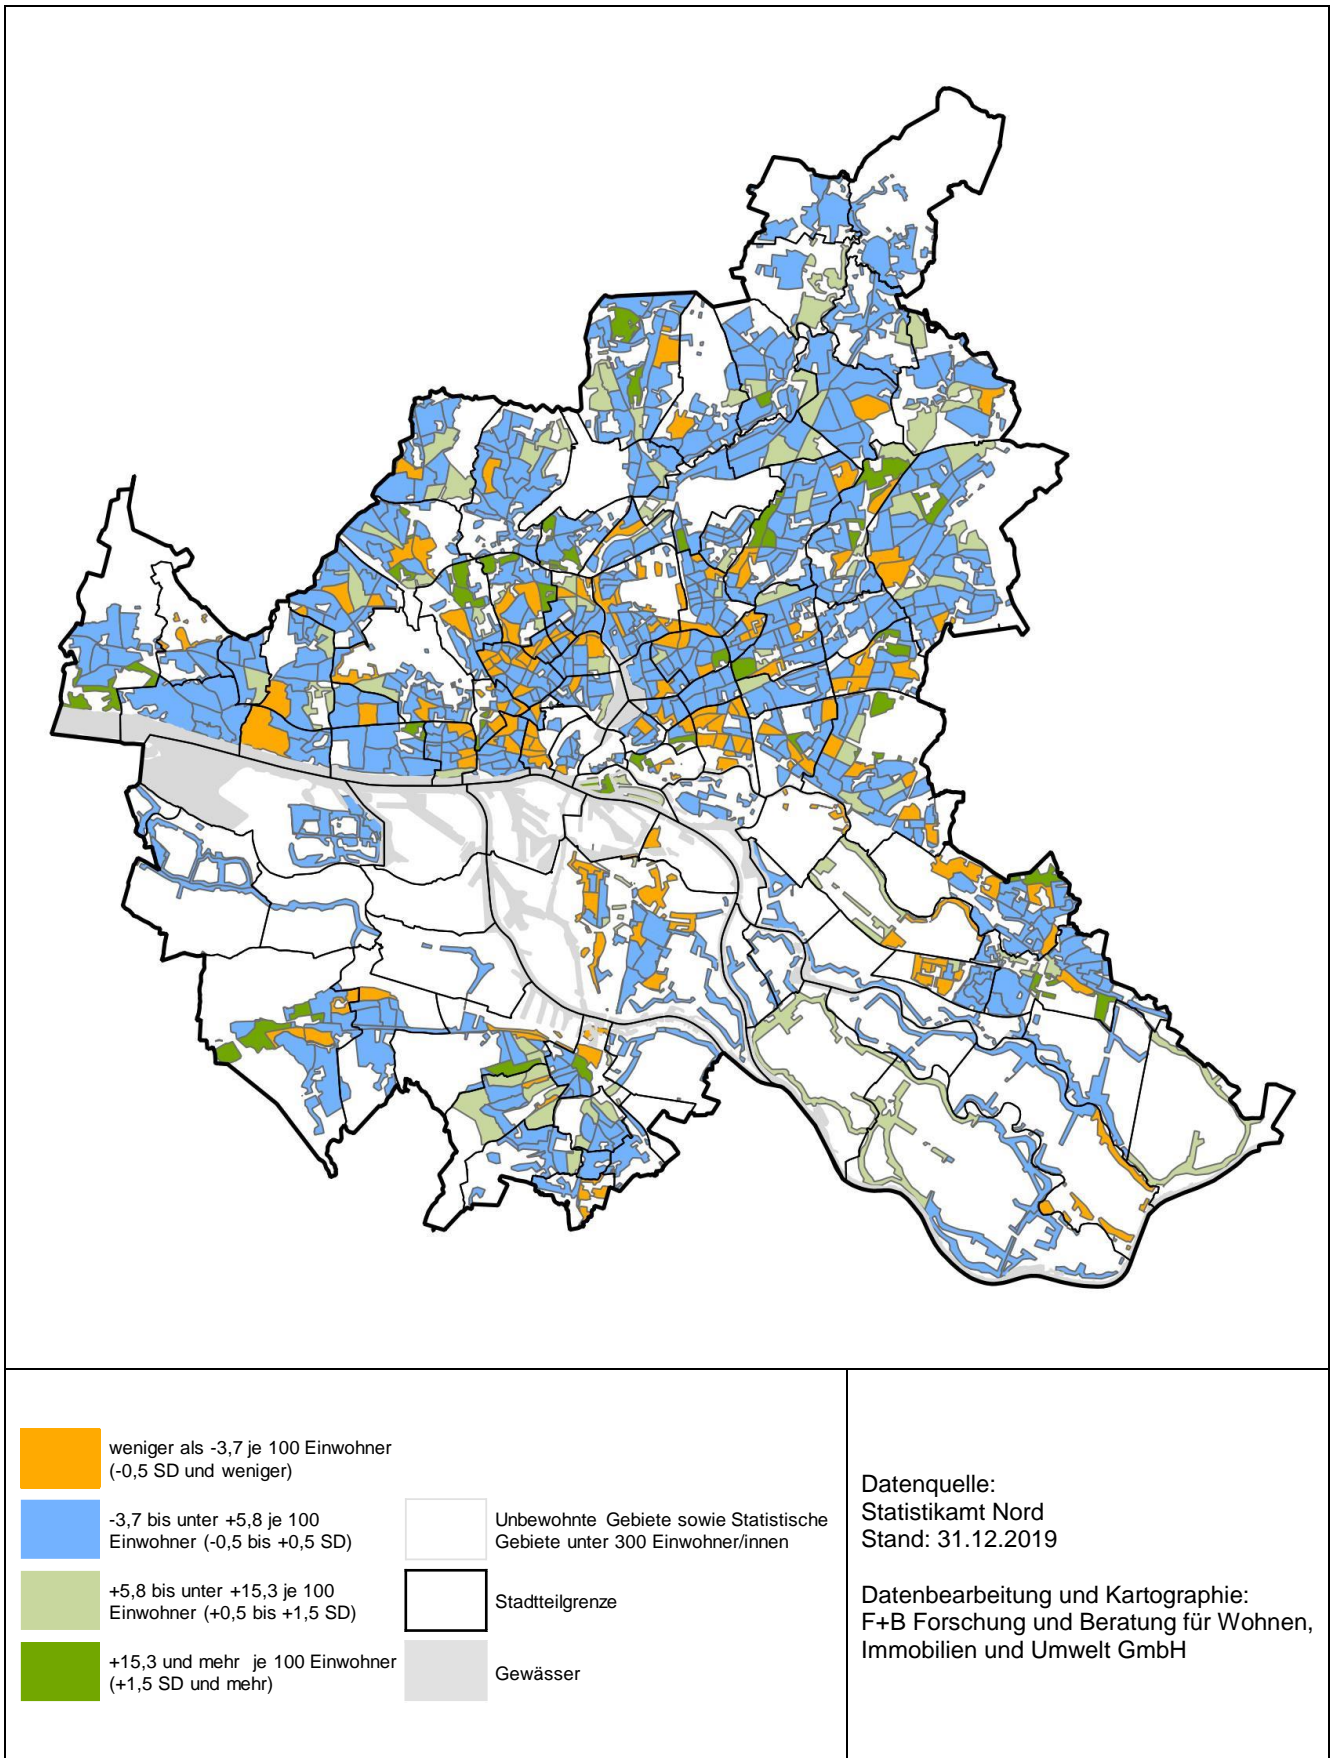 weniger als -3,7 je 100 Einwohner
(-0,5 SD und weniger)
-3,7 bis unter +5,8 je 100
Einwohner (-0,5 bis +0,5 SD)
+5,8 bis unter +15,3 je 100
Einwohner (+0,5 bis +1,5 SD)
+15,3 und mehr je 100 Einwohner
(+1,5 SD und mehr)
Unbewohnte Gebiete sowie Statistische
Gebiete unter 300 Einwohner/innen
Stadtteilgrenze
Gewässer
Datenquelle:
Statistikamt Nord
Stand: 31.12.2019
Datenbearbeitung und Kartographie:
F+B Forschung und Beratung für Wohnen,
Immobilien und Umwelt GmbH